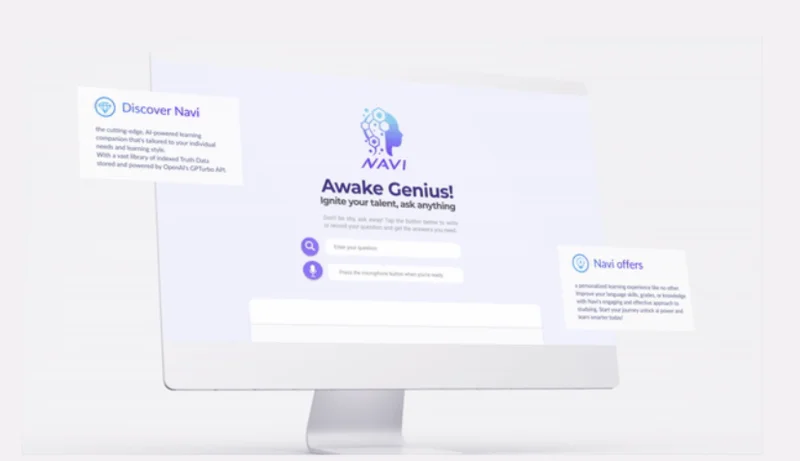 Discover Navi
the cutting-edge, AI-powered learning
companion that's tailored to your individual
needs and learning style.
With a vast library of indexed Truth Data
stored and powered by OpenAI's GPTurbo API.
NAVI
Awake Genius!
Ignite your talent, ask anything
Don't be shy, ask away! Tap the button below to write
or record your question and get the answers you need.
Enter your question
Press the microphone button when you're ready
Navi offers
a personalized learning experience like no other.
Improve your language skills, grades, or knowledge
with Navi's engaging and effective approach to
studying. Start your journey unlock ai power and
learn smarter today!